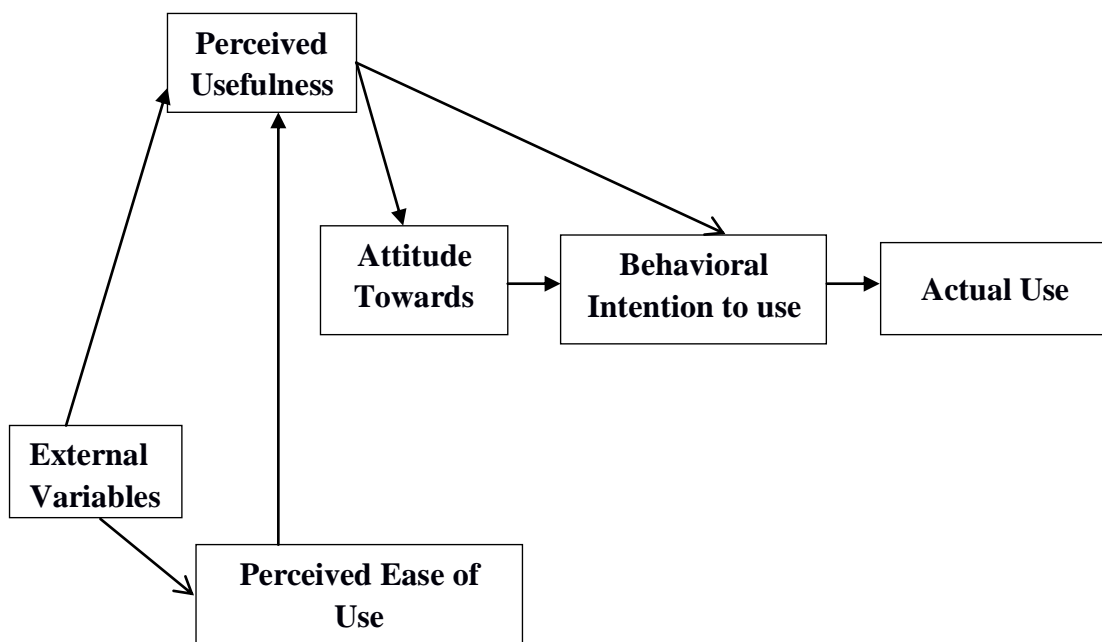 Perceived
Usefulness
Attitude
Towards
Behavioral
Intention to use
Actual Use
External
Variables
Perceived Ease of
Use